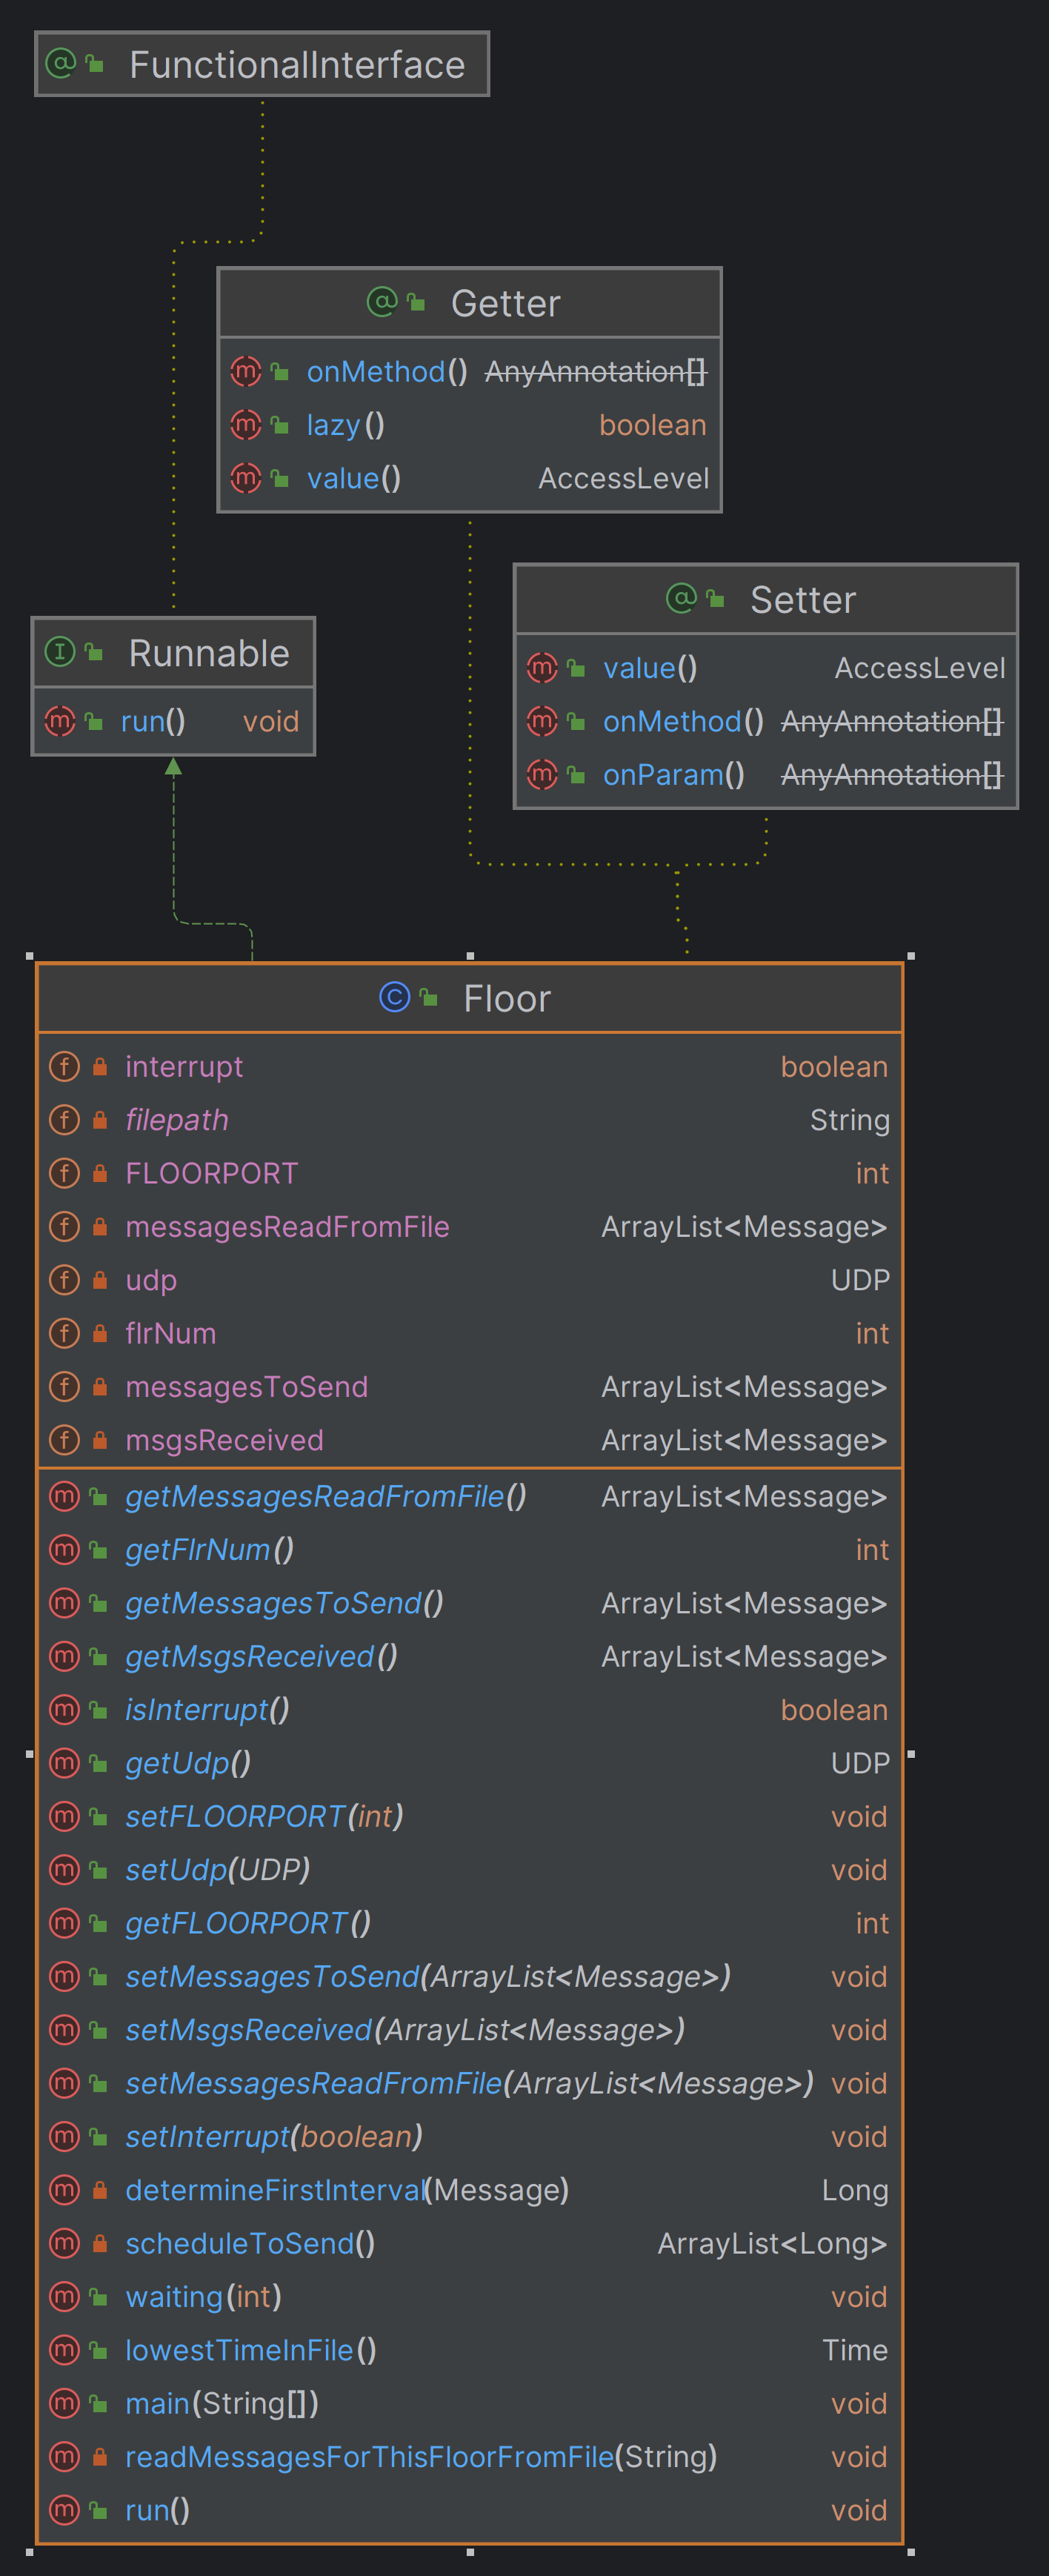 FunctionalInterface
Getter
onMethod() AnyAnnotation[]
lazy() boolean
value() AccessLevel
Setter
value() AccessLevel
onMethod() AnyAnnotation[]
onParam() AnyAnnotation[]
Runnable
run() void
Floor
interrupt boolean
filepath String
FLOORPORT int
messagesReadFromFile ArrayList<Message>
udp UDP
flrNum int
messagesToSend ArrayList<Message>
msgsReceived ArrayList<Message>
getMessagesReadFromFile() ArrayList<Message>
getFlrNum() int
getMessagesToSend() ArrayList<Message>
getMsgsReceived() ArrayList<Message>
isInterrupt() boolean
getUdp() UDP
setFLOORPORT(int) void
setUdp(UDP) void
getFLOORPORT() int
setMessagesToSend(ArrayList<Message>) void
setMsgsReceived(ArrayList<Message>) void
setMessagesReadFromFile(ArrayList<Message>) void
setInterrupt(boolean) void
determineFirstInterval(Message) Long
scheduleToSend() ArrayList<Long>
waiting(int) void
lowestTimeInFile() Time
main(String[]) void
readMessagesForThisFloorFromFile(String) void
run() void